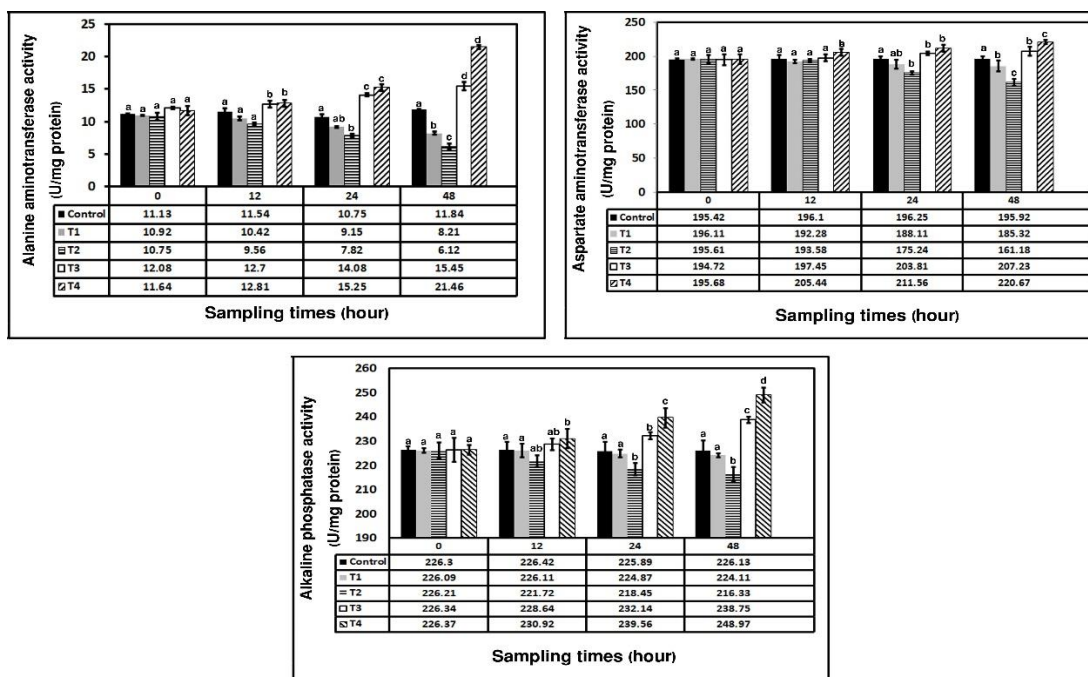 Alanine aminotransferase activity
(U/mg protein)
25
20
15
10
5
0
a a a a a
a a a b b
a ab b c c
a b c d d
0 12 24 48
Control 11.13 11.54 10.75 11.84
T1 10.92 10.42 9.15 8.21
T2 10.75 9.56 7.82 6.12
T3 12.08 12.7 14.08 15.45
T4 11.64 12.81 15.25 21.46
Sampling times (hour)
Aspartate aminotransferase activity
(U/mg protein)
250
200
150
100
50
0
a a a a a
a a a a b
a ab b b b
a b c b c
0 12 24 48
Control 195.42 196.1 196.25 195.92
T1 196.11 192.28 188.11 185.32
T2 195.61 193.58 175.24 161.18
T3 194.72 197.45 203.81 207.23
T4 195.68 205.44 211.56 220.67
Sampling times (hour)
Alkaline phosphatase activity
(U/mg protein)
260
250
240
230
220
210
200
190
a a a a a
a a ab ab b
a a b b c
a a b c d
0 12 24 48
Control 226.3 226.42 225.89 226.13
T1 226.09 226.11 224.87 224.11
T2 226.21 221.72 218.45 216.33
T3 226.34 228.64 232.14 238.75
T4 226.37 230.92 239.56 248.97
Sampling times (hour)